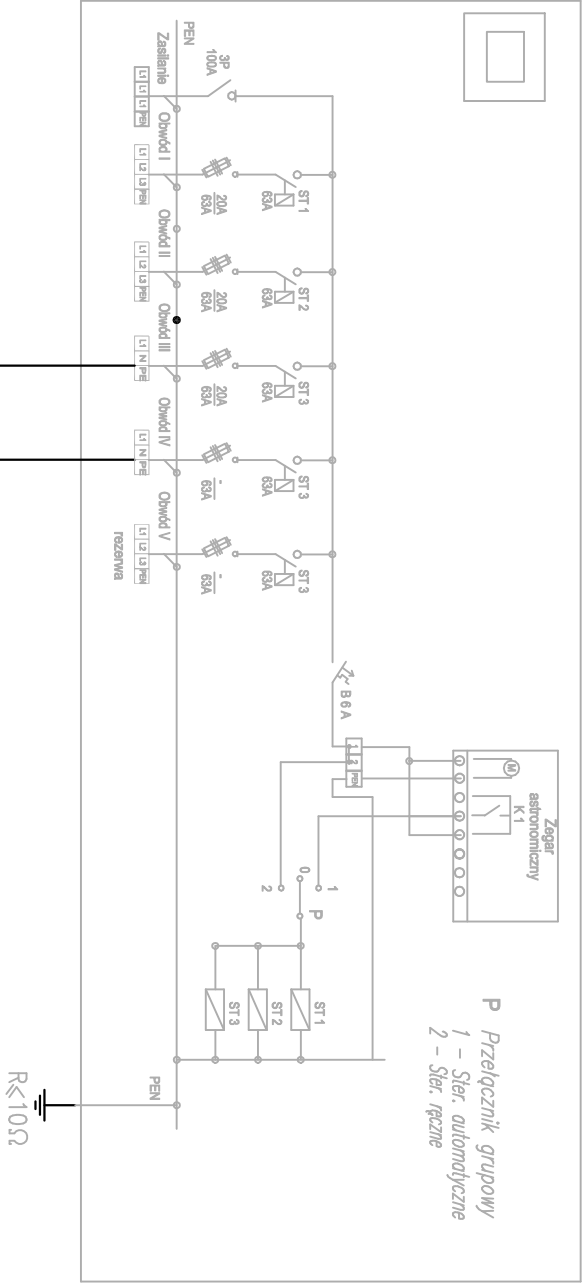 PEN
Zasilanie
3P
100A
L1 L1 L1 PEN
Obwód I
L1 L2 L3 PEN
20A
63A
ST 1
63A
Obwód II
L1 L2 L3 PEN
20A
63A
ST 2
63A
Obwód III
L1 N PE
20A
63A
ST 3
63A
Obwód IV
L1 N PE
-
63A
ST 3
63A
Obwód V
L1 L2 L3 PEN
rezerwa
-
63A
ST 3
63A
B 6 A
1 2 PEN
Zegar
astronomiczny
K 1
M
1
0
2
P
ST 1
ST 2
ST 3
PEN
P Przełącznik grupowy
1 – Ster. automatyczne
2 – Ster. ręczne
R⩽10Ω